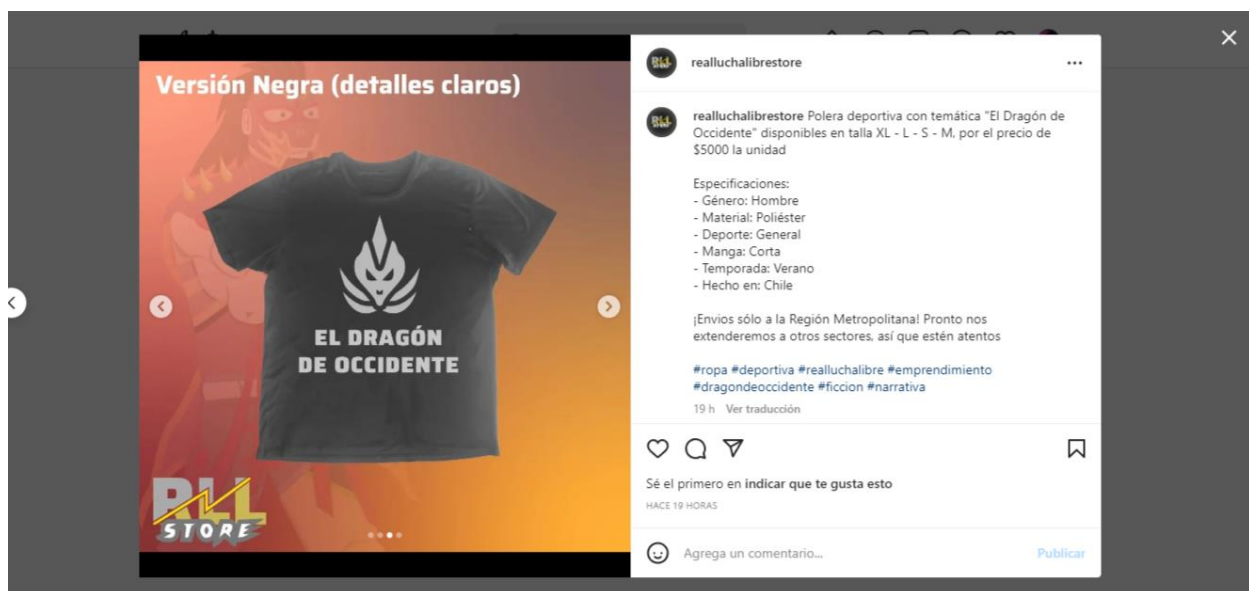 Versión Negra (detalles claros)
EL DRAGÓN
DE OCCIDENTE
RLL
STORE
realluchalibrestore
realluchalibrestore Polera deportiva con temática "El Dragón de
Occidente" disponibles en talla XL - L - S - M, por el precio de
$5000 la unidad
Especificaciones:
- Género: Hombre
- Material: Poliéster
- Deporte: General
- Manga: Corta
- Temporada: Verano
- Hecho en: Chile
¡Envios sólo a la Región Metropolitana! Pronto nos
extenderemos a otros sectores, así que estén atentos
#ropa #deportiva #realluchalibre #emprendimiento
#dragondeoccidente #ficcion #narrativa
19 h Ver traducción
Sé el primero en indicar que te gusta esto
HACE 19 HORAS
Agrega un comentario...
Publicar